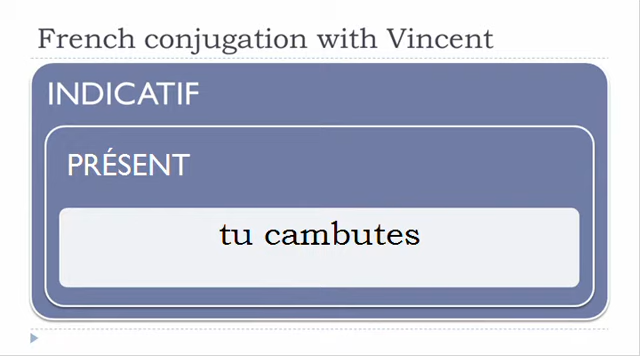 French conjugation with Vincent
INDICATIF
PRÉSENT
tu cambutes